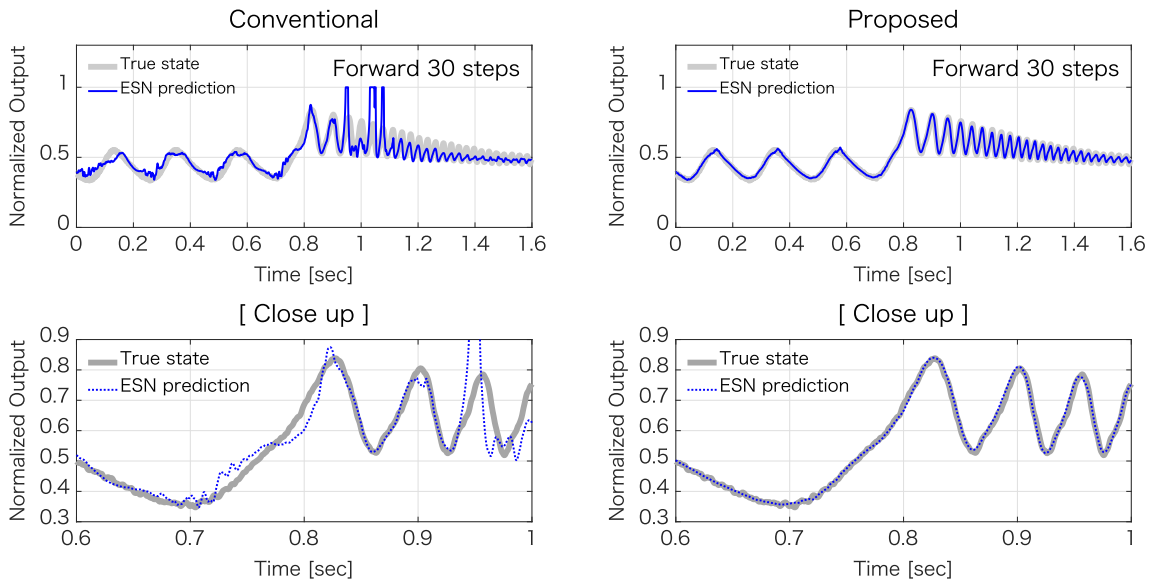 Conventional
Normalized Output
1
0.5
0
True state
ESN prediction
Forward 30 steps
0 0.2 0.4 0.6 0.8 1 1.2 1.4 1.6
Time [sec]
Proposed
Normalized Output
1
0.5
0
True state
ESN prediction
Forward 30 steps
0 0.2 0.4 0.6 0.8 1 1.2 1.4 1.6
Time [sec]
[ Close up ]
Normalized Output
0.9
0.8
0.7
0.6
0.5
0.4
0.3
True state
ESN prediction
0.6 0.7 0.8 0.9 1
Time [sec]
[ Close up ]
Normalized Output
0.9
0.8
0.7
0.6
0.5
0.4
0.3
True state
ESN prediction
0.6 0.7 0.8 0.9 1
Time [sec]